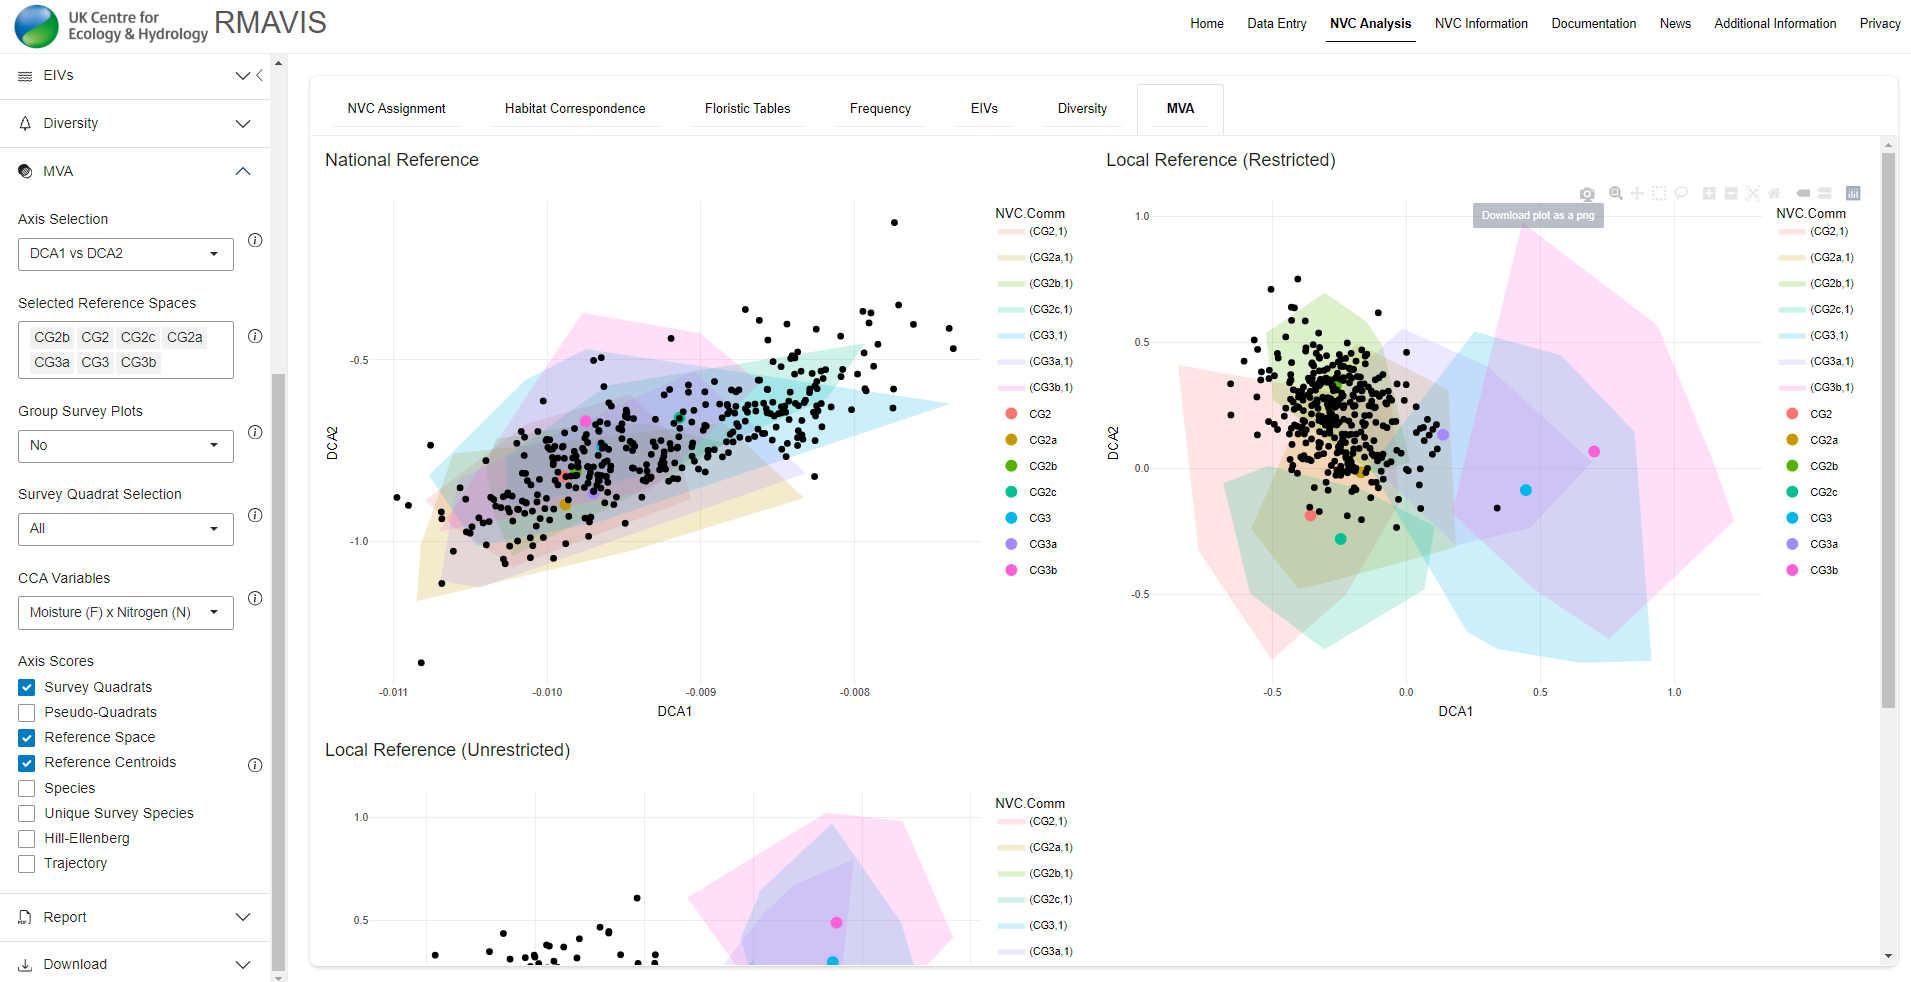 UK Centre for
Ecology & Hydrology
RMAVIS
Home
Data Entry
NVC Analysis
NVC Information
Documentation
News
Additional Information
Privacy
EIVs
Diversity
MVA
Axis Selection
DCA1 vs DCA2
Selected Reference Spaces
CG2b CG2 CG2c CG2a
CG3a CG3 CG3b
Group Survey Plots
No
Survey Quadrat Selection
All
CCA Variables
Moisture (F) x Nitrogen (N)
Axis Scores
Survey Quadrats
Pseudo-Quadrats
Reference Space
Reference Centroids
Species
Unique Survey Species
Hill-Ellenberg
Trajectory
Report
Download
NVC Assignment
Habitat Correspondence
Floristic Tables
Frequency
EIVs
Diversity
MVA
National Reference
-0.5
-1.0
DCA2
-0.011
-0.010
-0.009
-0.008
DCA1
NVC.Comm
(CG2,1)
(CG2a,1)
(CG2b,1)
(CG2c,1)
(CG3,1)
(CG3a,1)
(CG3b,1)
CG2
CG2a
CG2b
CG2c
CG3
CG3a
CG3b
Local Reference (Restricted)
Download plot as a png
1.0
0.5
0.0
-0.5
DCA2
-0.5
0.0
0.5
1.0
DCA1
NVC.Comm
(CG2,1)
(CG2a,1)
(CG2b,1)
(CG2c,1)
(CG3,1)
(CG3a,1)
(CG3b,1)
CG2
CG2a
CG2b
CG2c
CG3
CG3a
CG3b
Local Reference (Unrestricted)
1.0
0.5
NVC.Comm
(CG2,1)
(CG2a,1)
(CG2b,1)
(CG2c,1)
(CG3,1)
(CG3a,1)